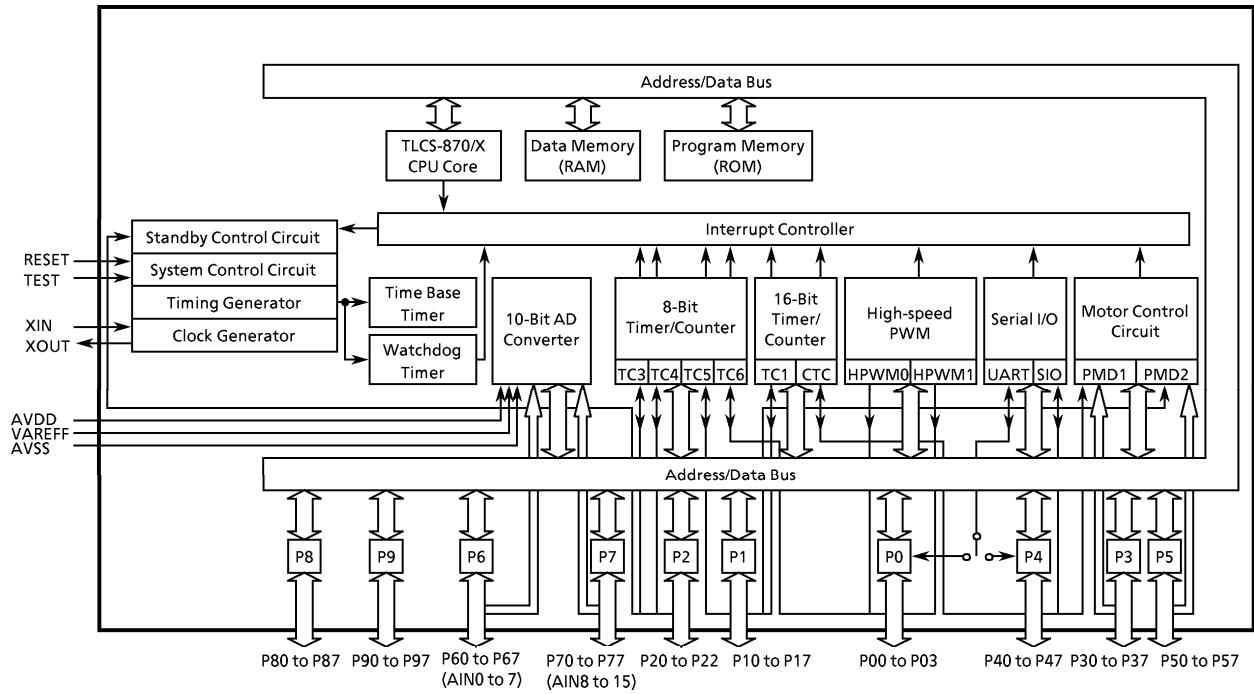 Address/Data Bus
TLCS-870/X
CPU Core
Data Memory
(RAM)
Program Memory
(ROM)
Interrupt Controller
Standby Control Circuit
System Control Circuit
Timing Generator
Clock Generator
RESET
TEST
XIN
XOUT
Time Base
Timer
Watchdog
Timer
10-Bit AD
Converter
8-Bit
Timer/Counter
TC3 TC4 TC5 TC6
16-Bit
Timer/
Counter
TC1 CTC
High-speed
PWM
HPWM0 HPWM1
Serial I/O
UART SIO
Motor Control
Circuit
PMD1 PMD2
AVDD
VAREFF
AVSS
Address/Data Bus
P8 P9 P6 P7 P2 P1 P0 P4 P3 P5
P80 to P87
P90 to P97
P60 to P67
(AIN0 to 7)
P70 to P77
(AIN8 to 15)
P20 to P22
P10 to P17
P00 to P03
P40 to P47
P30 to P37
P50 to P57